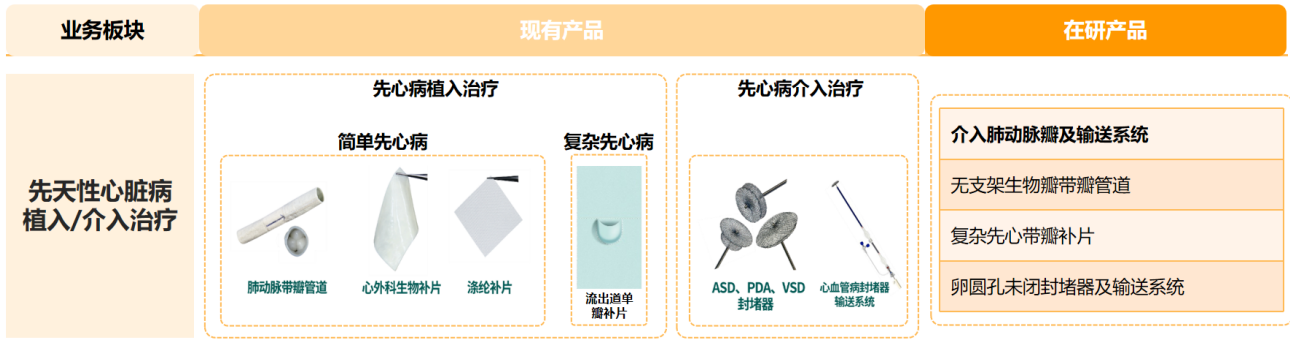 业务板块
现有产品
在研产品
先天性心脏病
植入/介入治疗
先心病植入治疗
简单先心病
复杂先心病
肺动脉带瓣管道
心外科生物补片
涤纶补片
流出道单
瓣补片
先心病介入治疗
ASD、PDA、VSD
封堵器
心血管病封堵器
输送系统
介入肺动脉瓣及输送系统
无支架生物瓣带瓣管道
复杂先心带瓣补片
卵圆孔未闭封堵器及输送系统